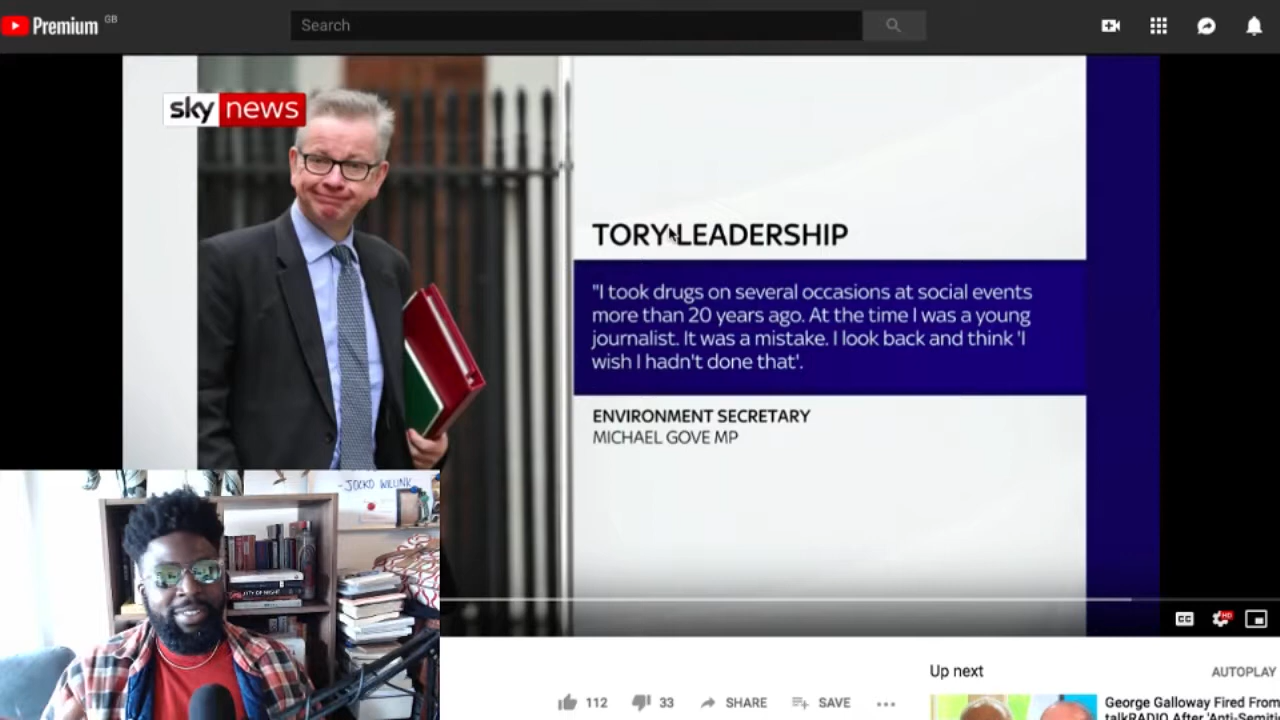 Premium GB
Search
sky news
TORY LEADERSHIP
"I took drugs on several occasions at social events
more than 20 years ago. At the time I was a young
journalist. It was a mistake. I look back and think 'I
wish I hadn't done that'.
ENVIRONMENT SECRETARY
MICHAEL GOVE MP
- JOCKO WILLINK
CC
HD
112
33
SHARE
SAVE
Up next
AUTOPLAY
George Galloway Fired From
talkRADIO After 'Anti-Semiti